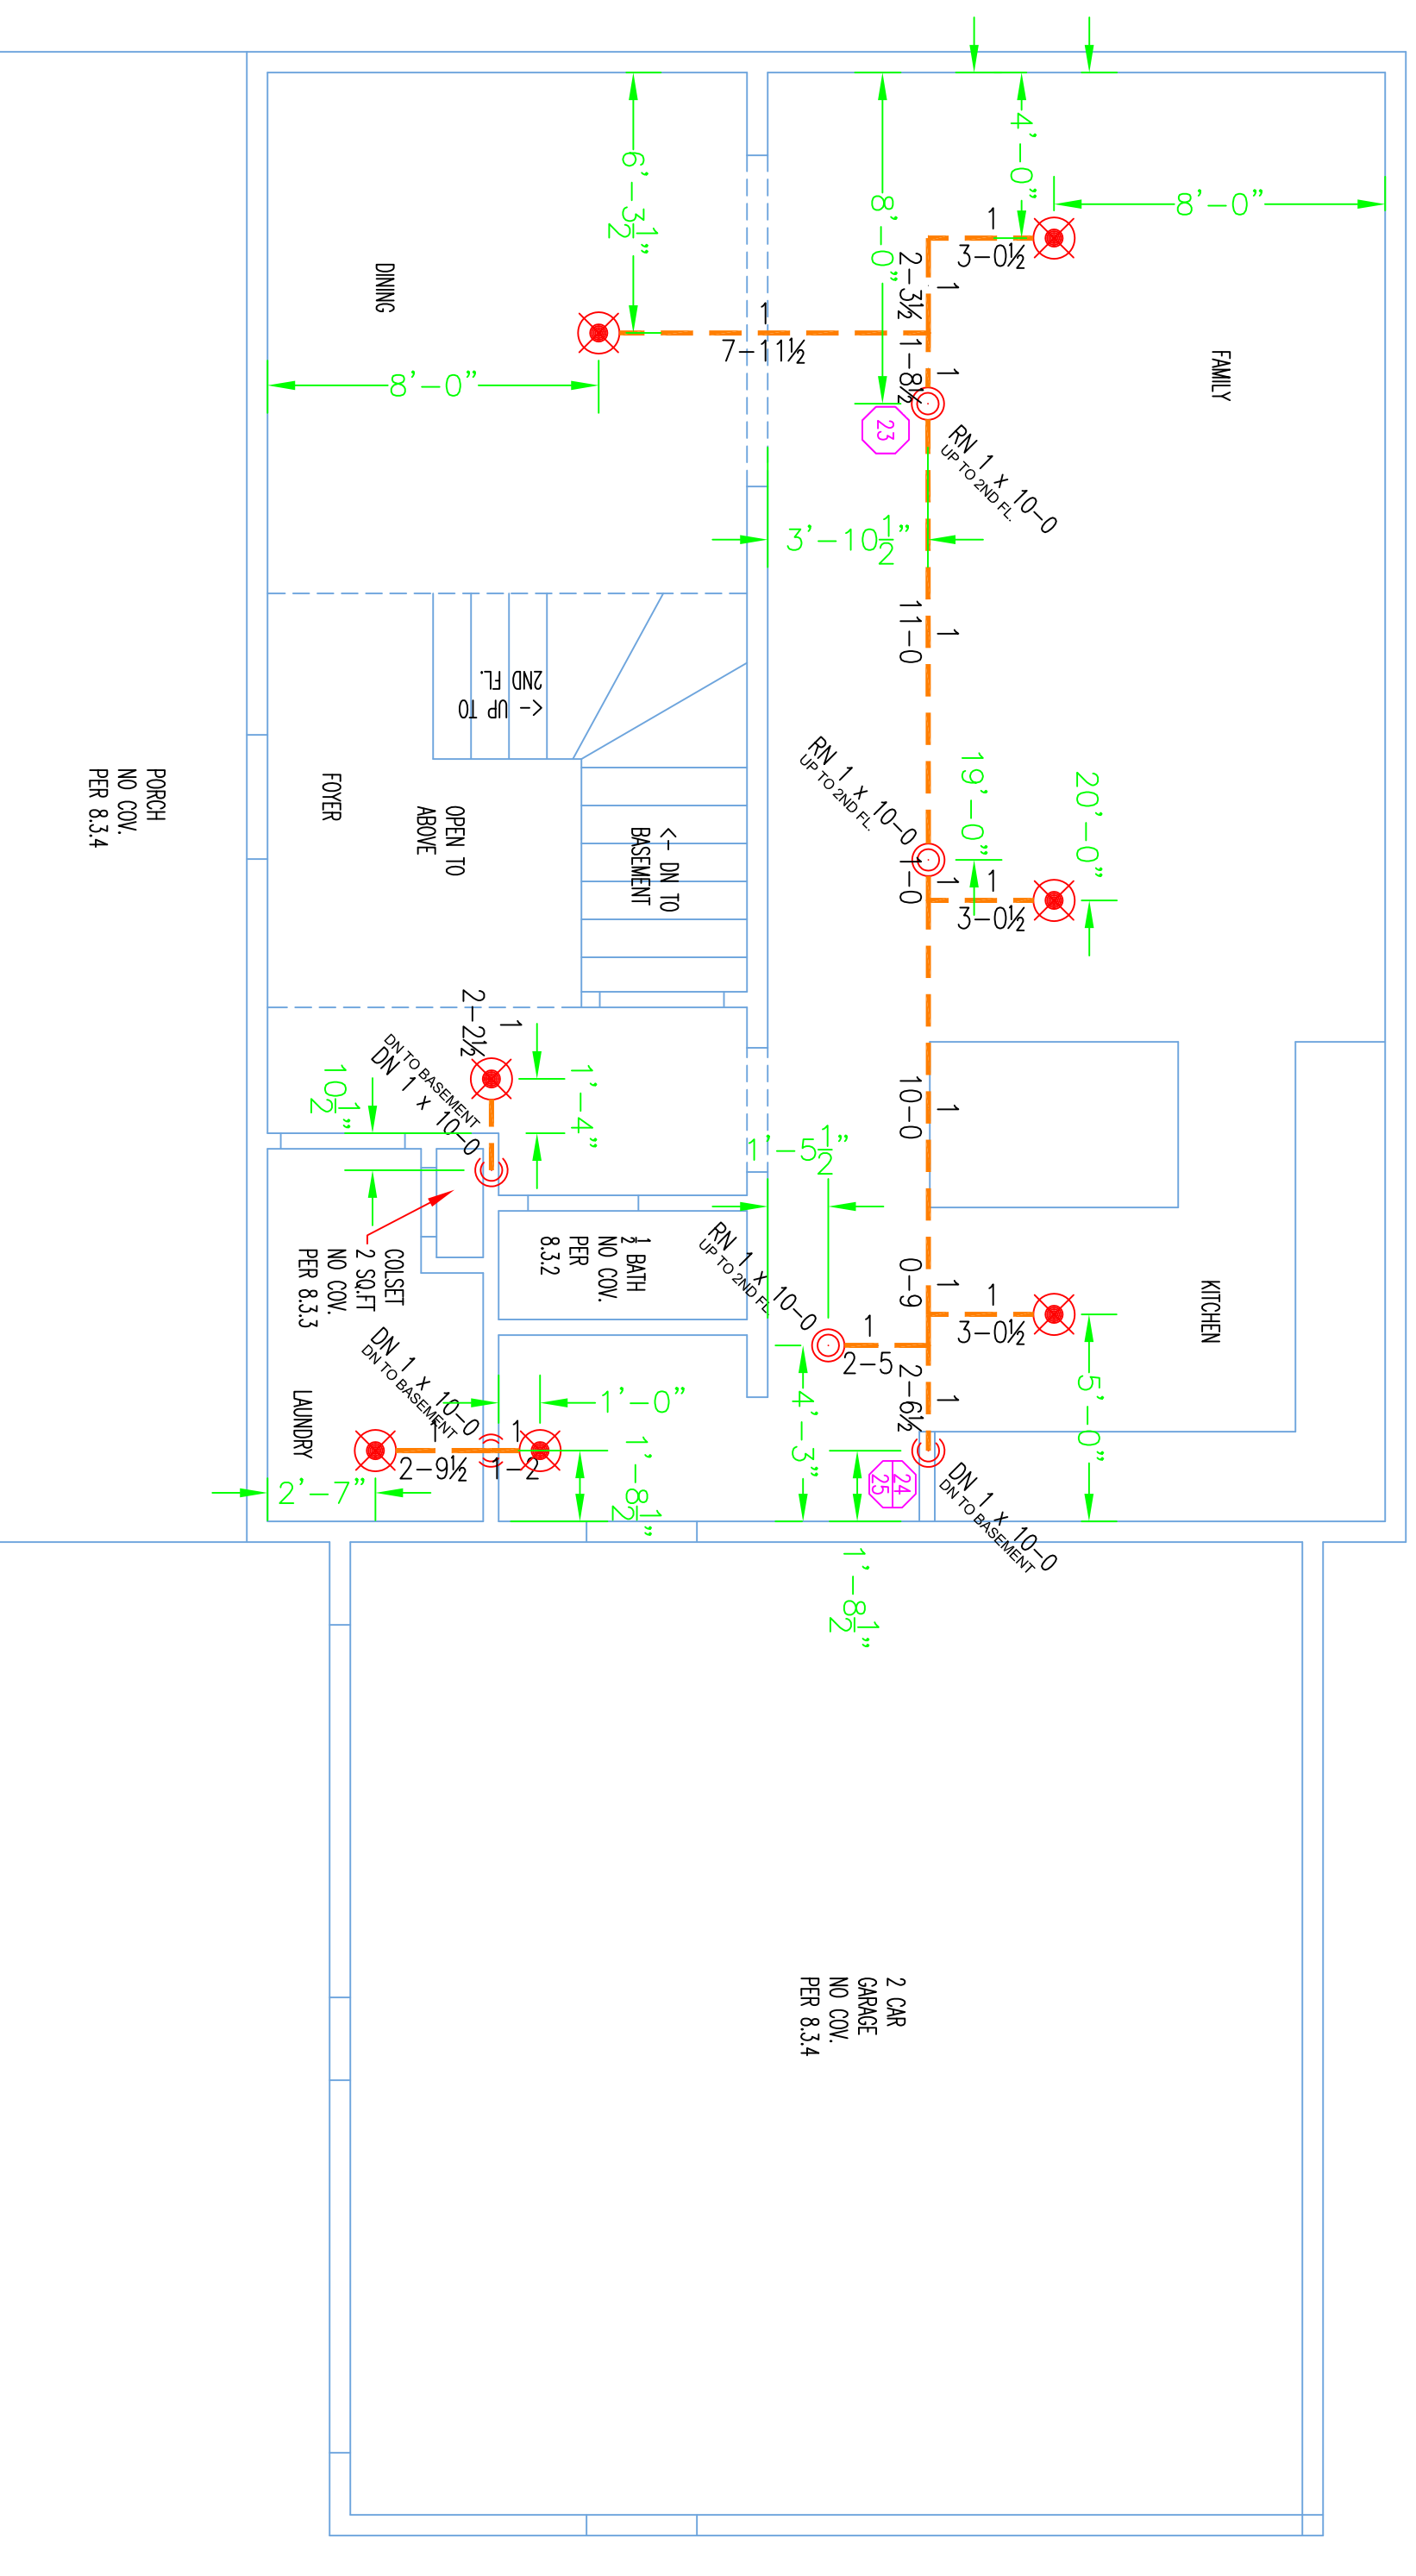 FAMILY
8'-0"
4'-0"
1
3-0½
8'-0"
2-3½
1
1-8½
1
23
RN 1 x 10-0
UP TO 2ND FL.
6'-3½"
1
7-11½
DINING
8'-0"
3'-10½"
11-0
1
RN 1 x 10-0
UP TO 2ND FL.
19'-0"
20'-0"
1-0
1
1
3-0½
<- UP TO
2ND FL.
<- DN TO
BASEMENT
OPEN TO
ABOVE
FOYER
PORCH
NO COV.
PER 8.3.4
1
2-2½
DN 1 x 10-0
DN TO BASEMENT
1'-4"
10½"
1'-5½"
10-0
1
KITCHEN
0-9
1
1
3-0½
5'-0"
RN 1 x 10-0
UP TO 2ND FL.
1
2-5
2-6½
1
4'-3"
½ BATH
NO COV.
PER
8.3.2
COLSET
2 SQ.FT
NO COV.
PER 8.3.3
DN 1 x 10-0
DN TO BASEMENT
LAUNDRY
1
2-9½
1
1-2
1'-0"
1'-8½"
2'-7"
24
25
DN 1 x 10-0
DN TO BASEMENT
1'-8½"
2 CAR
GARAGE
NO COV.
PER 8.3.4